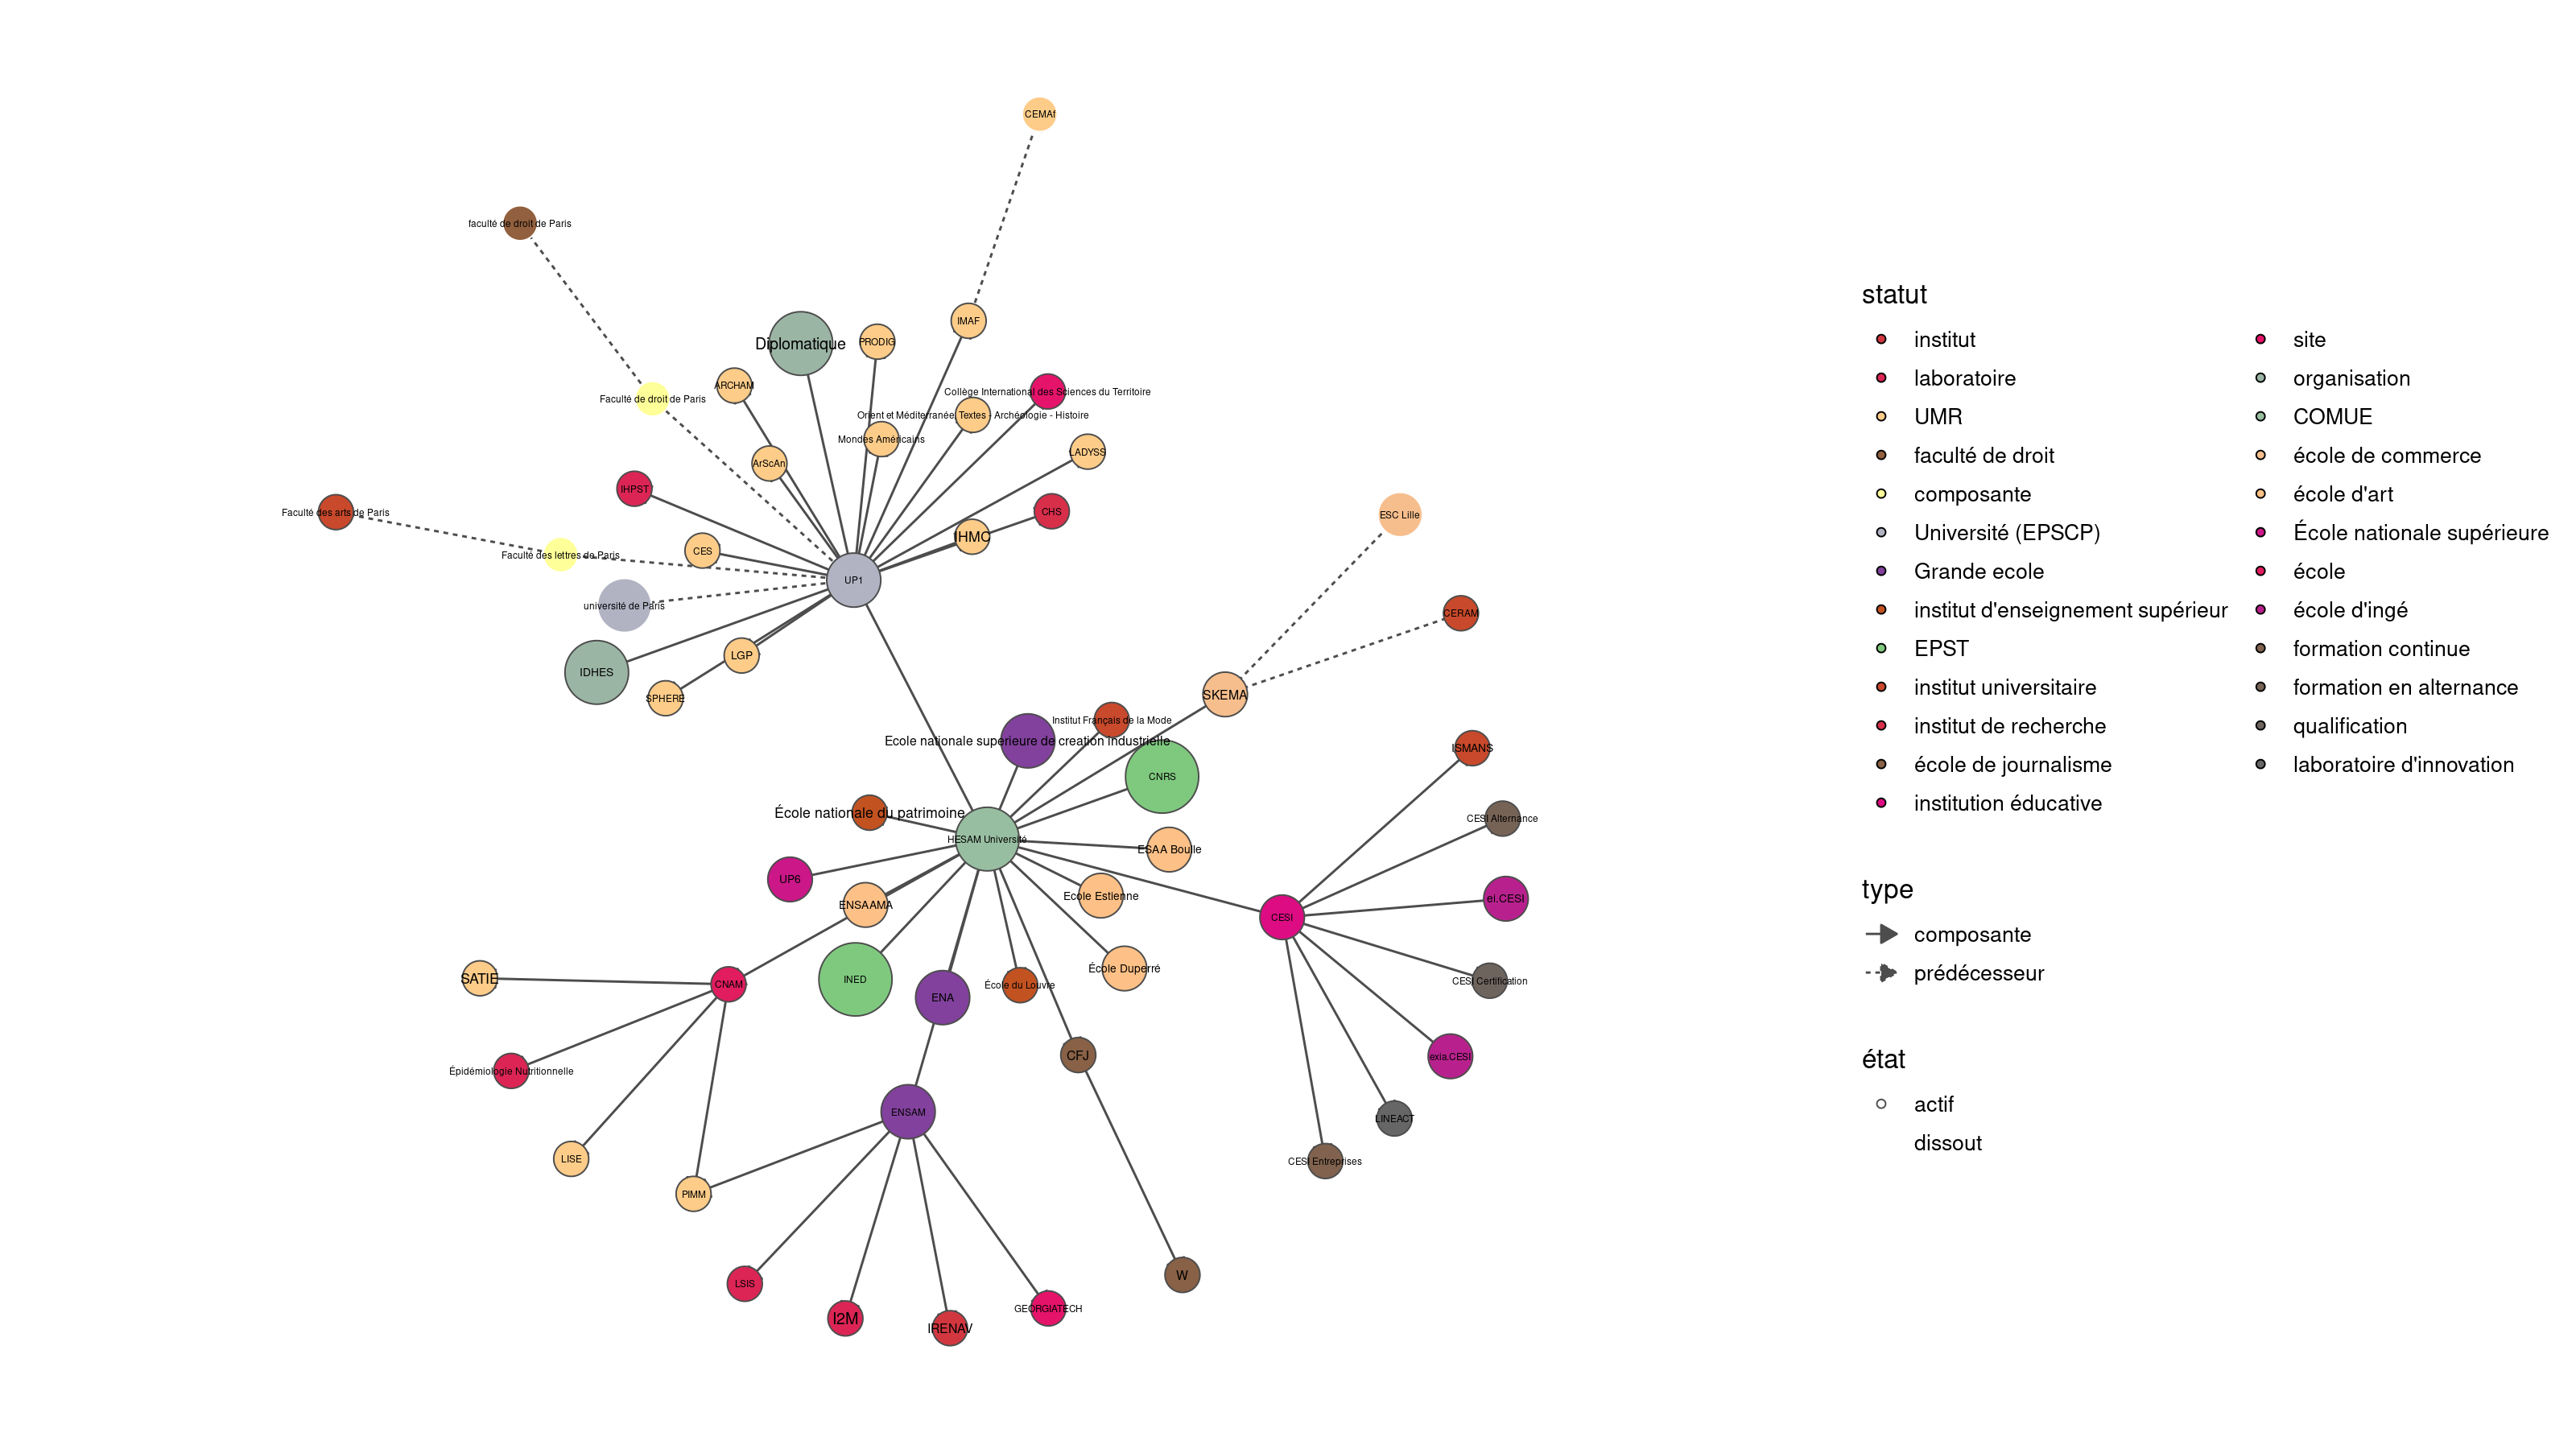 CEMAf
faculté de droit de Paris
IMAF
Diplomatique
PRODIG
ARCHAM
Collège International des Sciences du Territoire
Faculté de droit de Paris
Orient et Méditerranée, Textes - Archéologie - Histoire
Mondes Américains
LADYSS
ArScAn
IHPST
Faculté des arts de Paris
CHS
ESC Lille
IHMC
CES
Faculté des lettres de Paris
UP1
université de Paris
CERAM
LGP
IDHES
SPHERE
SKEMA
Institut Français de la Mode
Ecole nationale superieure de creation industrielle
ISMANS
CNRS
École nationale du patrimoine
CESI Alternance
HESAM Université
ESAA Boulle
UP6
Ecole Estienne
ei.CESI
ENSAAMA
CESI
École Duperré
SATIE
INED
CESI Certification
CNAM
École du Louvre
ENA
CFJ
exia.CESI
Épidémiologie Nutritionnelle
ENSAM
LINEACT
LISE
CESI Entreprises
PIMM
W
LSIS
GEORGIATECH
I2M
IRENAV
statut
institut
laboratoire
UMR
faculté de droit
composante
Université (EPSCP)
Grande ecole
institut d'enseignement supérieur
EPST
institut universitaire
institut de recherche
école de journalisme
institution éducative
site
organisation
COMUE
école de commerce
école d'art
École nationale supérieure
école
école d'ingé
formation continue
formation en alternance
qualification
laboratoire d'innovation
type
composante
prédécesseur
état
actif
dissout